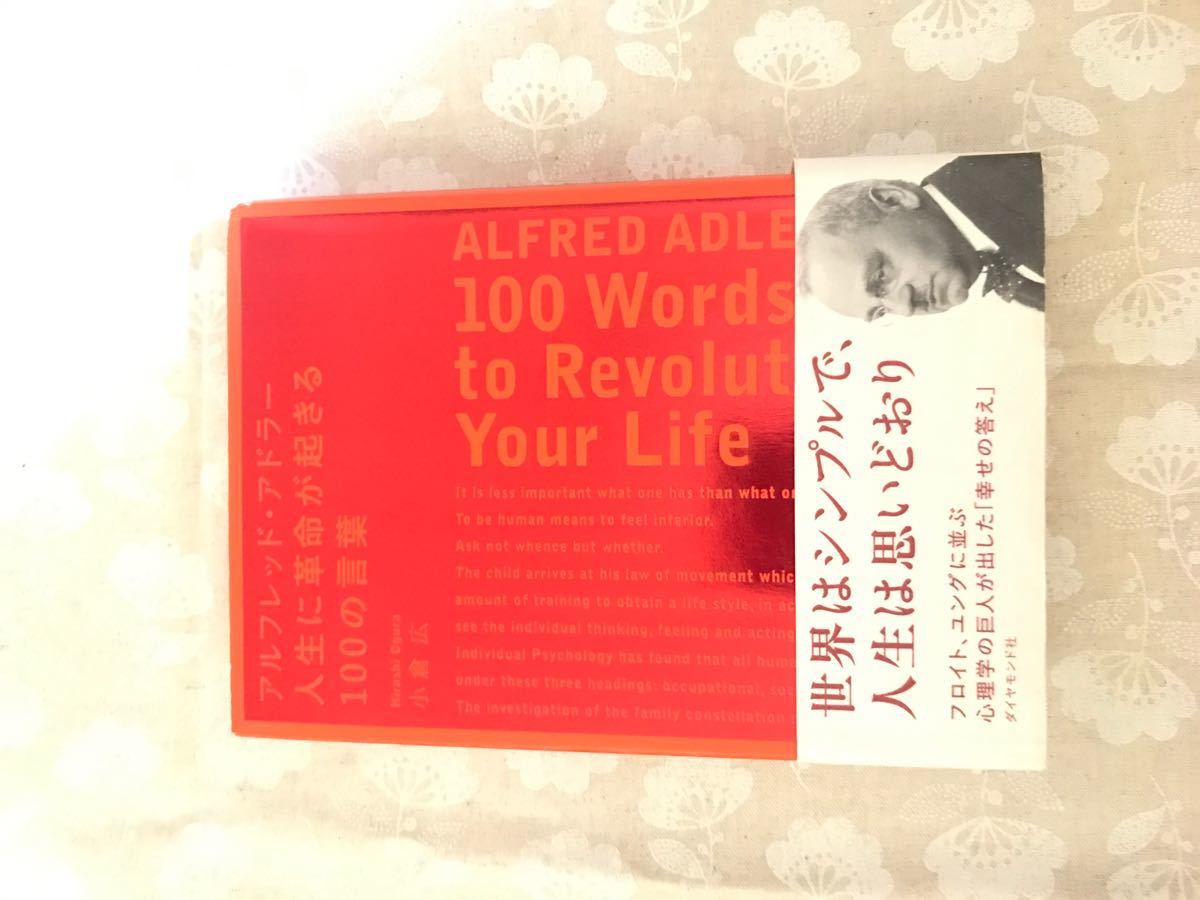 アルフレッド・アドラー
人生に革命が起きる
100の言葉
Hiroshi Ogura
小倉 広
ALFRED ADLE
100 Words
to Revolut
Your Life
It is less important what one has than what
To be human means to feel inferior.
Ask not whence but whether.
The child arrives at his law of movement whic
amount of training to obtain a life style, in ac
see the individual thinking, feeling and acting
Individual Psychology has found that all huma
under these three headings: occupational, soc
The investigation of the family constellation
世界はシンプルで、
人生は思いどおり
フロイト、ユングに並ぶ
心理学の巨人が出した「幸せの答え」
ダイヤモンド社